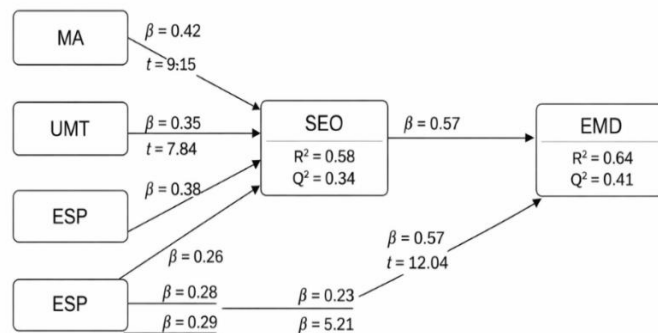 MA
β = 0.42
t = 9.15
UMT
β = 0.35
t = 7.84
SEO
R² = 0.58
Q² = 0.34
β = 0.57
EMD
R² = 0.64
Q² = 0.41
ESP
β = 0.38
β = 0.26
β = 0.57
t = 12.04
ESP
β = 0.28
β = 0.23
β = 0.29
β = 5.21